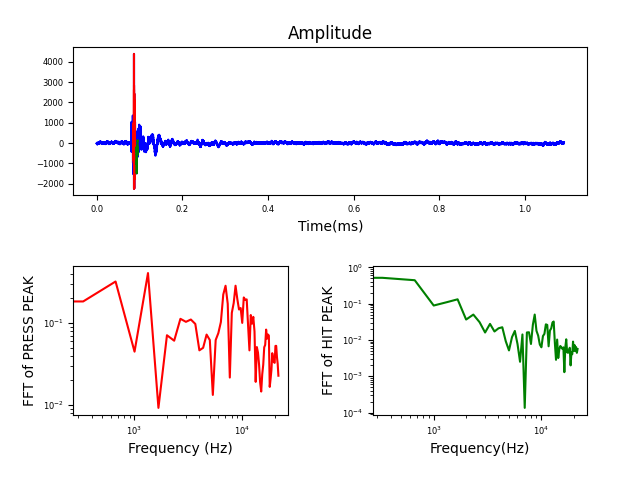 Amplitude
4000
3000
2000
1000
0
−1000
−2000
0.0 0.2 0.4 0.6 0.8 1.0
Time(ms)
FFT of PRESS PEAK
10⁻¹
10⁻²
10³ 10⁴
Frequency (Hz)
FFT of HIT PEAK
10⁰
10⁻¹
10⁻²
10⁻³
10⁻⁴
10³ 10⁴
Frequency(Hz)